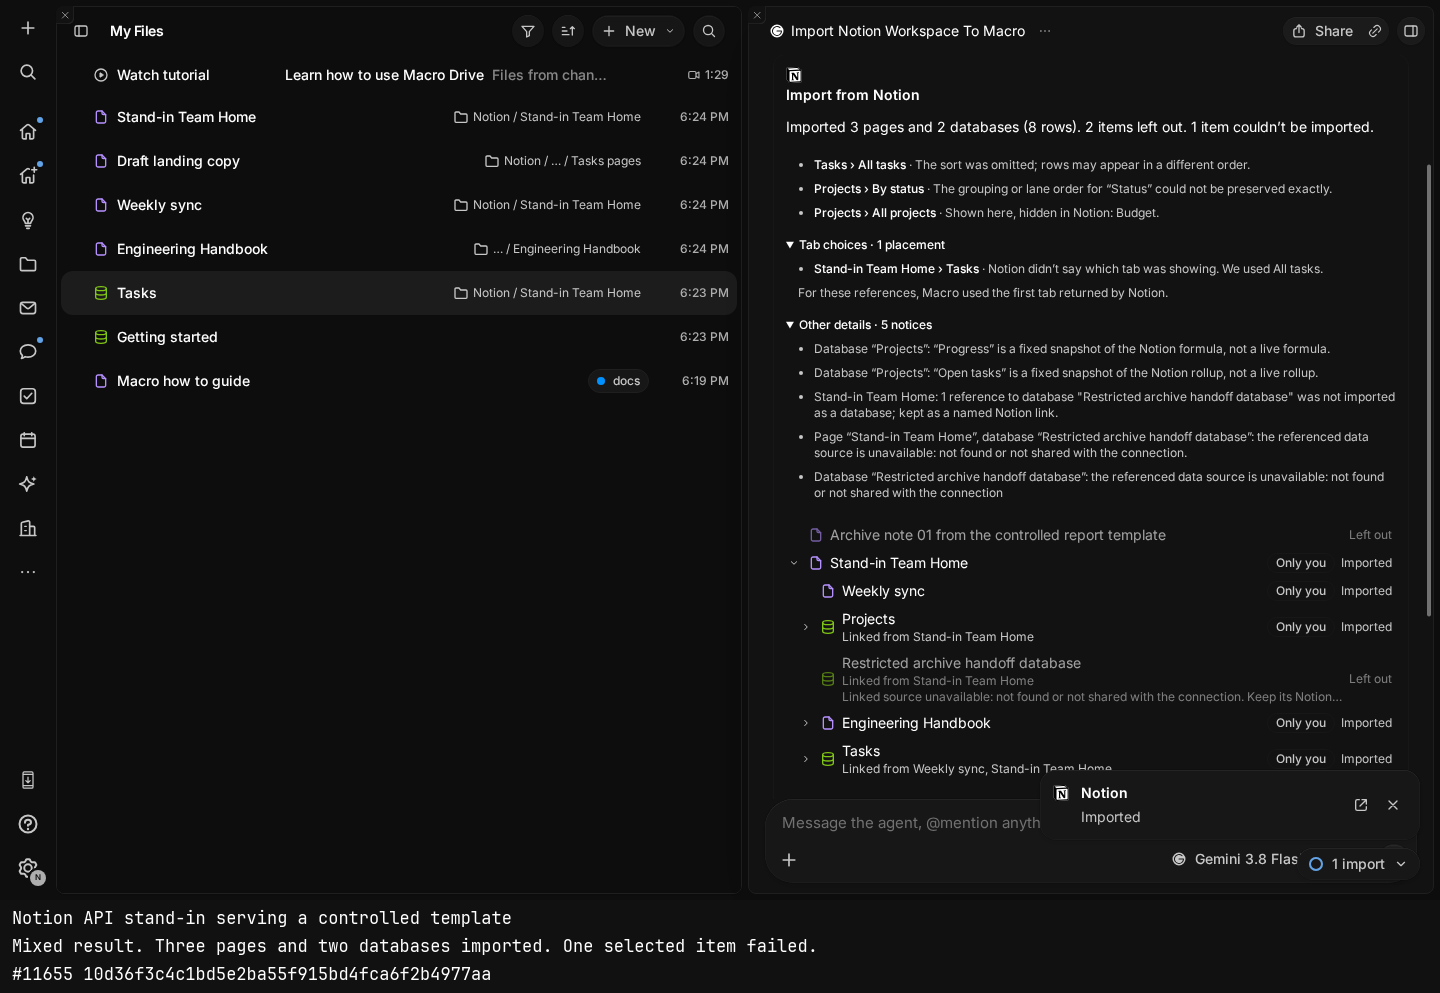 My Files
New
Watch tutorial Learn how to use Macro Drive Files from chan...
1:29
Stand-in Team Home Notion / Stand-in Team Home 6:24 PM
Draft landing copy Notion / ... / Tasks pages 6:24 PM
Weekly sync Notion / Stand-in Team Home 6:24 PM
Engineering Handbook ... / Engineering Handbook 6:24 PM
Tasks Notion / Stand-in Team Home 6:23 PM
Getting started 6:23 PM
Macro how to guide docs 6:19 PM
N
Import Notion Workspace To Macro
Share
Import from Notion
Imported 3 pages and 2 databases (8 rows). 2 items left out. 1 item couldn’t be imported.
• Tasks › All tasks · The sort was omitted; rows may appear in a different order.
• Projects › By status · The grouping or lane order for “Status” could not be preserved exactly.
• Projects › All projects · Shown here, hidden in Notion: Budget.
Tab choices · 1 placement
• Stand-in Team Home › Tasks · Notion didn’t say which tab was showing. We used All tasks.
For these references, Macro used the first tab returned by Notion.
Other details · 5 notices
• Database “Projects”: “Progress” is a fixed snapshot of the Notion formula, not a live formula.
• Database “Projects”: “Open tasks” is a fixed snapshot of the Notion rollup, not a live rollup.
• Stand-in Team Home: 1 reference to database "Restricted archive handoff database" was not imported
as a database; kept as a named Notion link.
• Page “Stand-in Team Home”, database “Restricted archive handoff database”: the referenced data
source is unavailable: not found or not shared with the connection.
• Database “Restricted archive handoff database”: the referenced data source is unavailable: not found
or not shared with the connection
Archive note 01 from the controlled report template Left out
Stand-in Team Home Only you Imported
Weekly sync Only you Imported
Projects Only you Imported
Linked from Stand-in Team Home
Restricted archive handoff database
Linked from Stand-in Team Home Left out
Linked source unavailable: not found or not shared with the connection. Keep its Notion...
Engineering Handbook Only you Imported
Tasks Only you Imported
Linked from Weekly sync, Stand-in Team Home
Notion
Imported
Message the agent, @mention anyth
Gemini 3.8 Flas
1 import
Notion API stand-in serving a controlled template
Mixed result. Three pages and two databases imported. One selected item failed.
#11655 10d36f3c4c1bd5e2ba55f915bd4fca6f2b4977aa